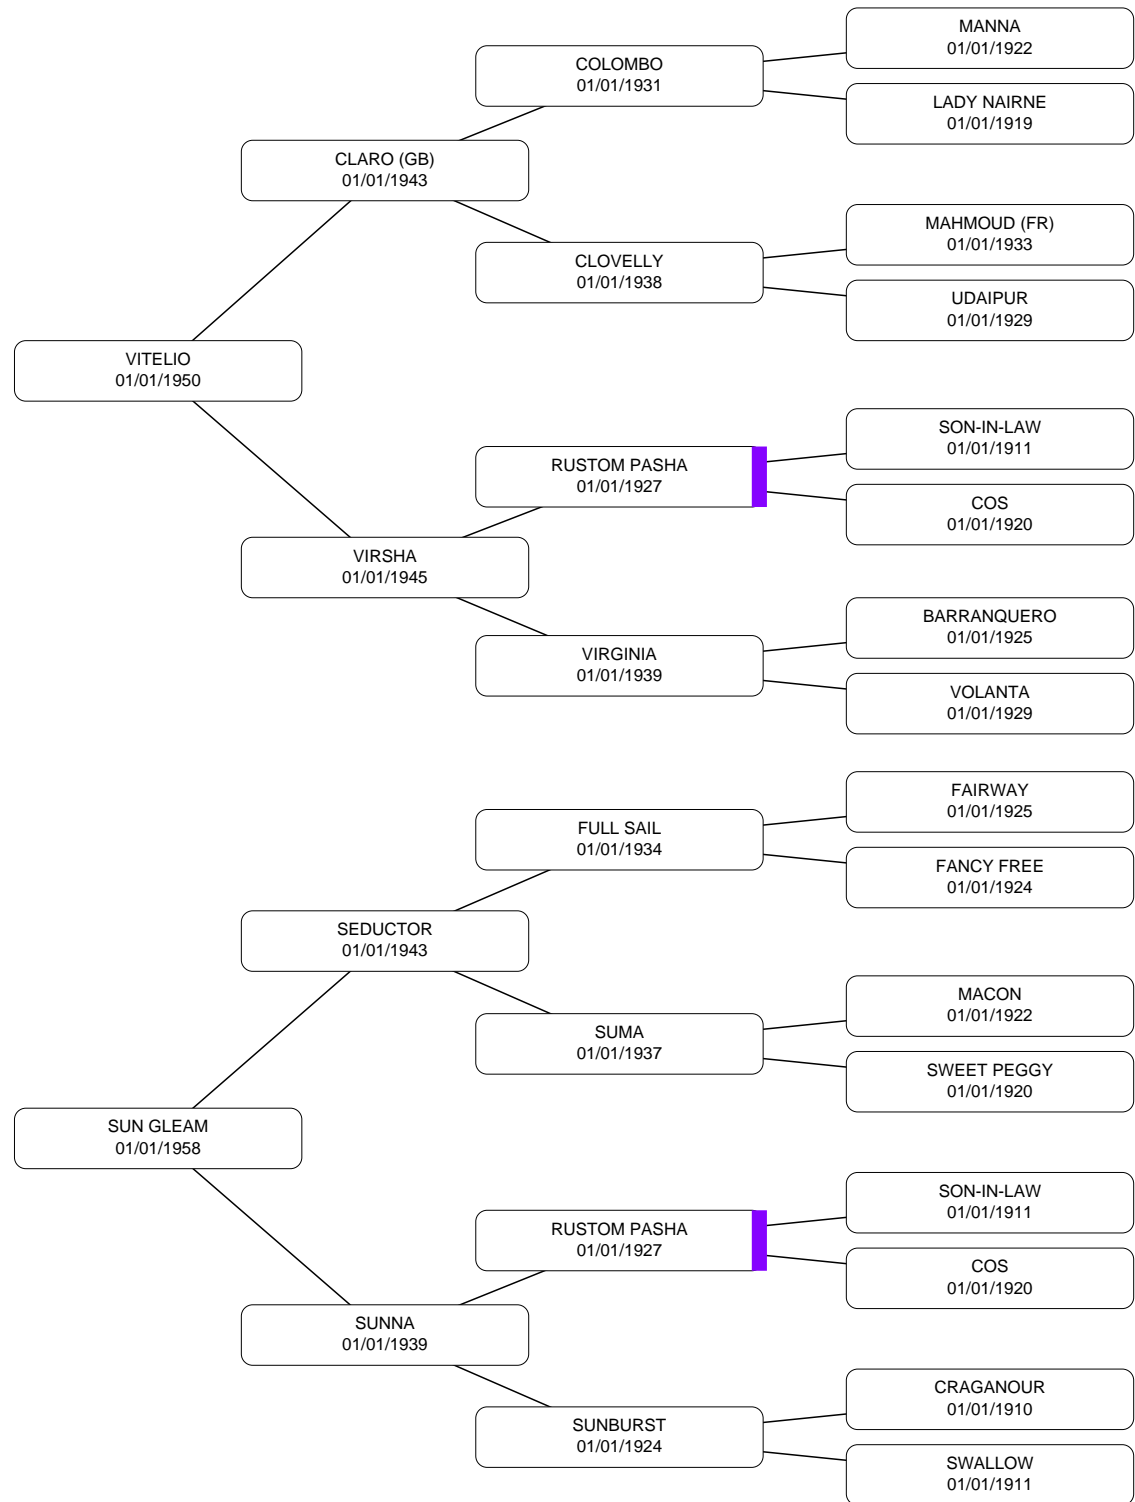 MANNA
01/01/1922
COLOMBO
01/01/1931
LADY NAIRNE
01/01/1919
CLARO (GB)
01/01/1943
MAHMOUD (FR)
01/01/1933
CLOVELLY
01/01/1938
UDAIPUR
01/01/1929
VITELIO
01/01/1950
SON-IN-LAW
01/01/1911
RUSTOM PASHA
01/01/1927
COS
01/01/1920
VIRSHA
01/01/1945
BARRANQUERO
01/01/1925
VIRGINIA
01/01/1939
VOLANTA
01/01/1929
FAIRWAY
01/01/1925
FULL SAIL
01/01/1934
FANCY FREE
01/01/1924
SEDUCTOR
01/01/1943
MACON
01/01/1922
SUMA
01/01/1937
SWEET PEGGY
01/01/1920
SUN GLEAM
01/01/1958
SON-IN-LAW
01/01/1911
RUSTOM PASHA
01/01/1927
COS
01/01/1920
SUNNA
01/01/1939
CRAGANOUR
01/01/1910
SUNBURST
01/01/1924
SWALLOW
01/01/1911